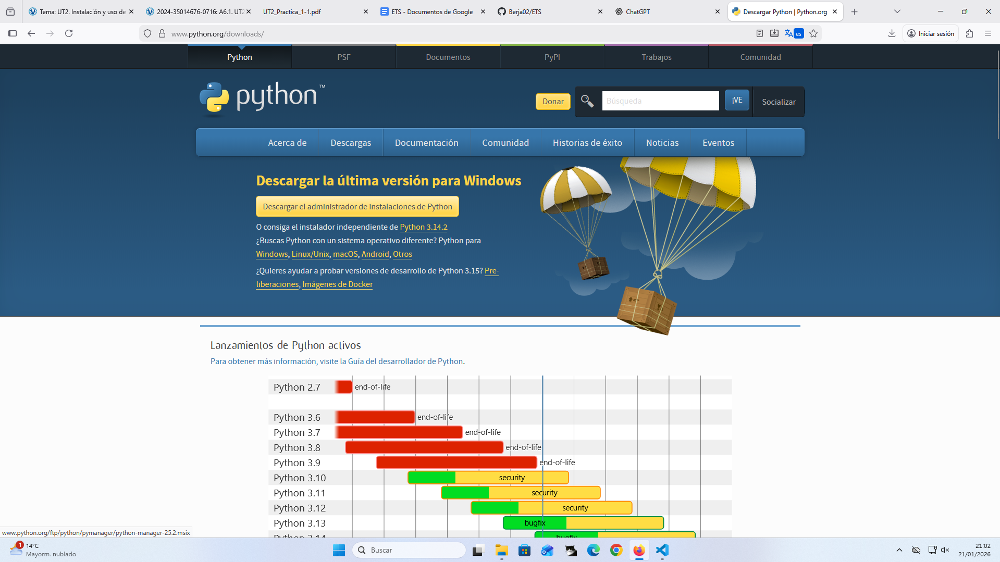 Tema: UT2. Instalación y uso de
2024-35014676-0716: A6.1. UT2
UT2_Practica_1-1.pdf
ETS - Documentos de Google
Berja02/ETS
ChatGPT
Descargar Python | Python.org
www.python.org/downloads/
es
Iniciar sesión
Python
PSF
Documentos
PyPI
Trabajos
Comunidad
python™
Donar
Búsqueda
¡VE
Socializar
Acerca de
Descargas
Documentación
Comunidad
Historias de éxito
Noticias
Eventos
Descargar la última versión para Windows
Descargar el administrador de instalaciones de Python
O consiga el instalador independiente de Python 3.14.2
¿Buscas Python con un sistema operativo diferente? Python para
Windows, Linux/Unix, macOS, Android, Otros
¿Quieres ayudar a probar versiones de desarrollo de Python 3.15? Pre-
liberaciones, Imágenes de Docker
Lanzamientos de Python activos
Para obtener más información, visite la Guía del desarrollador de Python.
Python 2.7 end-of-life
Python 3.6 end-of-life
Python 3.7 end-of-life
Python 3.8 end-of-life
Python 3.9 end-of-life
Python 3.10 security
Python 3.11 security
Python 3.12 security
Python 3.13 bugfix
Python 3.14 bugfix
www.python.org/ftp/python/pymanager/python-manager-25.2.msix
1
14°C
Mayorm. nublado
Buscar
21:02
21/01/2026